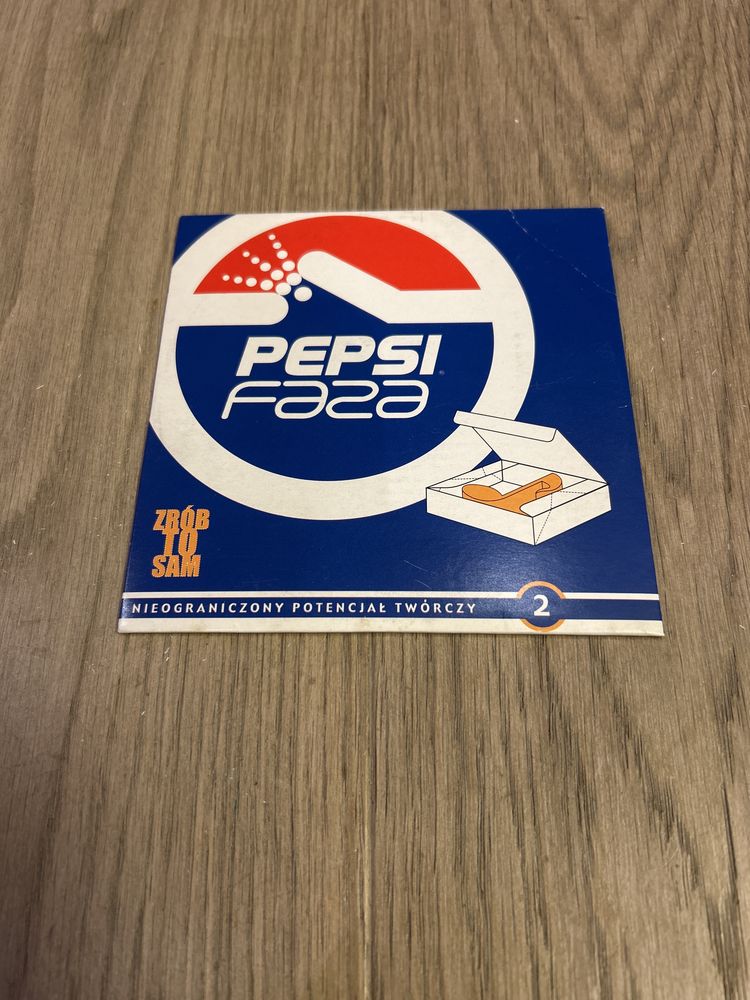 PEPSI
Faza
ZRÓB
TO
SAM
NIEOGRANICZONY POTENCJAŁ TWÓRCZY 2